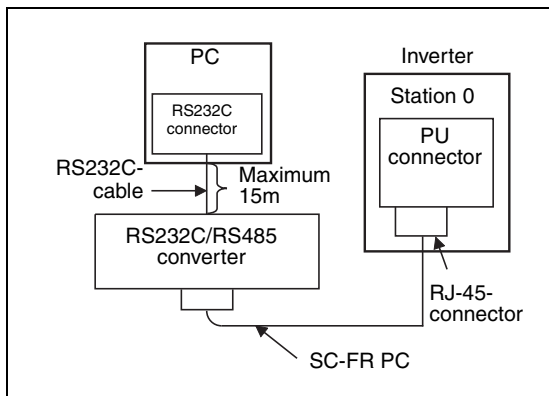 PC
RS232C
connector
RS232C-
cable
Maximum
15m
RS232C/RS485
converter
Inverter
Station 0
PU
connector
RJ-45-
connector
SC-FR PC